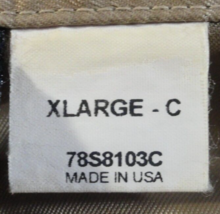 XLARGE - C
78S8103C
MADE IN USA